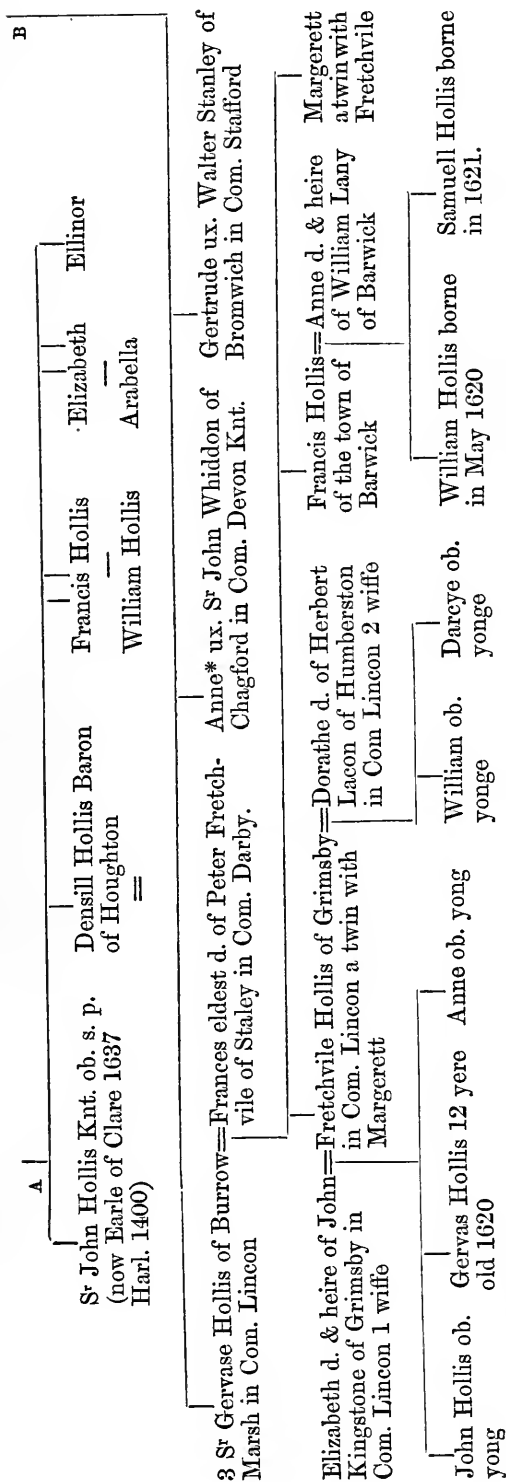 A
B
Sr John Hollis Knt. ob. s. p.
(now Earle of Clare 1637
Harl. 1400)
Densill Hollis Baron
of Houghton
=
Francis Hollis
—
William Hollis
Elizabeth
—
Arabella
Ellinor
3 Sr Gervase Hollis of Burrow=Frances eldest d. of Peter Fretch-
Marsh in Com. Lincon
vile of Staley in Com. Darby.
Anne* ux. Sr John Whiddon of
Chagford in Com. Devon Knt.
Gertrude ux. Walter Stanley of
Bromwich in Com. Stafford
Elizabeth d. & heire of John=Fretchvile Hollis of Grimsby=Dorathe d. of Herbert
Kingstone of Grimsby in
Com. Lincon 1 wiffe
in Com. Lincon a twin with
Margerett
Lacon of Humberston
in Com Lincon 2 wiffe
Francis Hollis=Anne d. & heire
of the town of
Barwick
of William Lany
of Barwick
Margerett
atwin with
Fretchvile
John Hollis ob.
youg
Gervas Hollis 12 yere
old 1620
Anne ob. yong
William ob.
yonge
Darcye ob.
yonge
William Hollis borne
in May 1620
Samuell Hollis borne
in 1621.